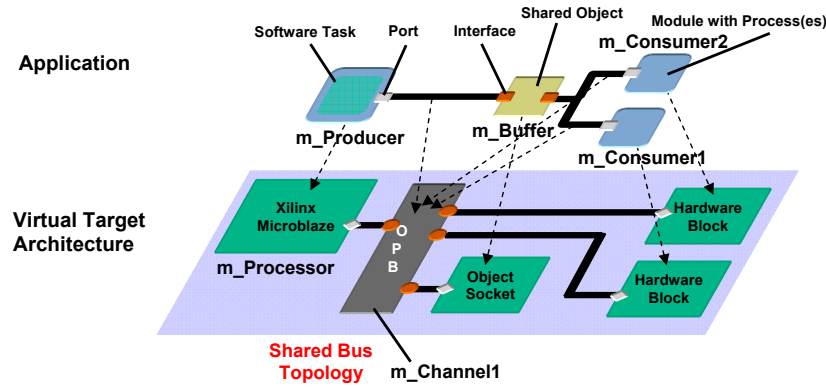 Shared Object
Software Task
Port
Interface
Module with Process(es)
m_Consumer2
Application
m_Producer
m_Buffer
m_Consumer1
Xilinx Microblaze
OPB
Hardware Block
Virtual Target Architecture
m_Processor
Object Socket
Hardware Block
Shared Bus Topology
m_Channel1